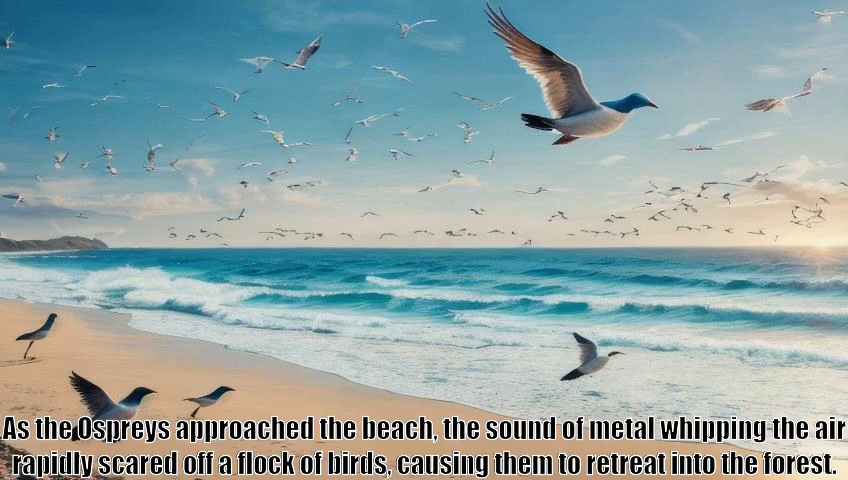 As the Ospreys approached the beach, the sound of metal whipping the air
rapidly scared off a flock of birds, causing them to retreat into the forest.